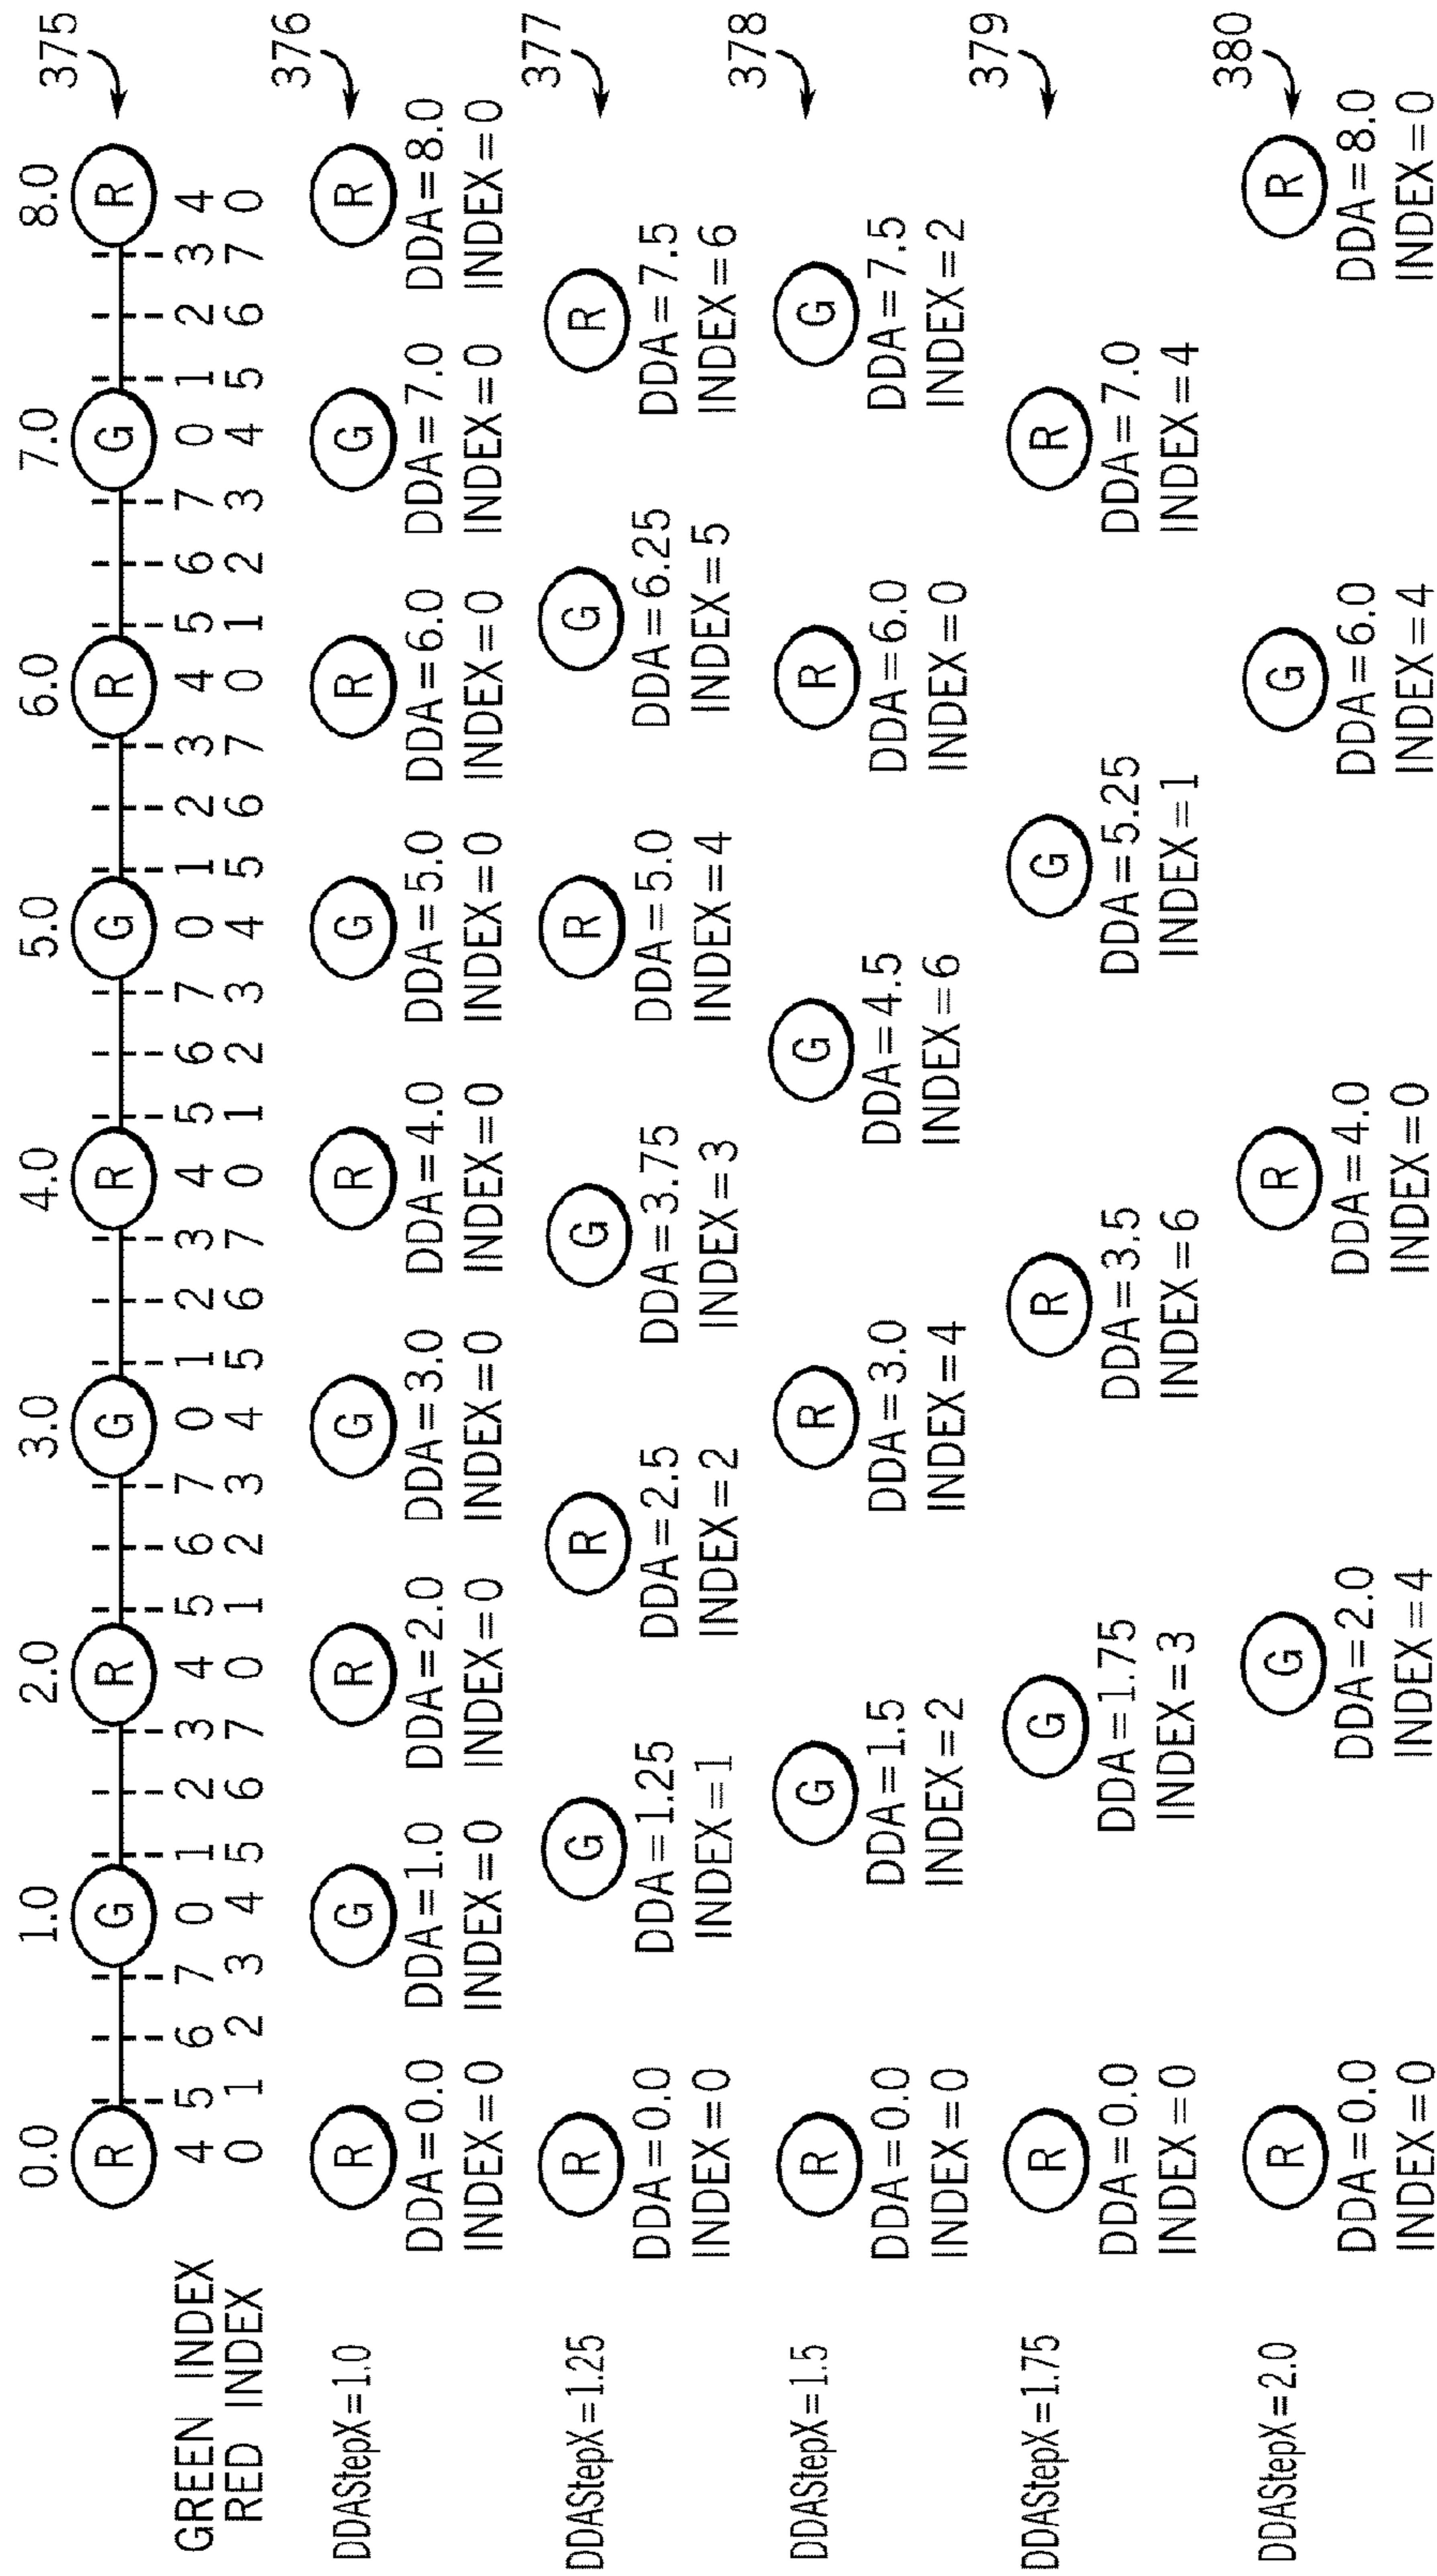 0.0 1.0 2.0 3.0 4.0 5.0 6.0 7.0 8.0 375
R G R G R G R G R
GREEN INDEX 4 5 6 7 0 1 2 3 4 5 6 7 0 1 2 3 4 5 6 7 0 1 2 3 4 5 6 7 0 1 2 3 4
RED INDEX 0 1 2 3 4 5 6 7 0 1 2 3 4 5 6 7 0 1 2 3 4 5 6 7 0 1 2 3 4 5 6 7 0
376
DDAStepX=1.0 R G R G R G R G R
DDA=0.0 DDA=1.0 DDA=2.0 DDA=3.0 DDA=4.0 DDA=5.0 DDA=6.0 DDA=7.0 DDA=8.0
INDEX=0 INDEX=0 INDEX=0 INDEX=0 INDEX=0 INDEX=0 INDEX=0 INDEX=0 INDEX=0
377
DDAStepX=1.25 R G R G R G R
DDA=0.0 DDA=1.25 DDA=2.5 DDA=3.75 DDA=5.0 DDA=6.25 DDA=7.5
INDEX=0 INDEX=1 INDEX=2 INDEX=3 INDEX=4 INDEX=5 INDEX=6
378
DDAStepX=1.5 R G R G R G
DDA=0.0 DDA=1.5 DDA=3.0 DDA=4.5 DDA=6.0 DDA=7.5
INDEX=0 INDEX=2 INDEX=4 INDEX=6 INDEX=0 INDEX=2
379
DDAStepX=1.75 R G R G R
DDA=0.0 DDA=1.75 DDA=3.5 DDA=5.25 DDA=7.0
INDEX=0 INDEX=3 INDEX=6 INDEX=1 INDEX=4
380
DDAStepX=2.0 R G R G R
DDA=0.0 DDA=2.0 DDA=4.0 DDA=6.0 DDA=8.0
INDEX=0 INDEX=4 INDEX=0 INDEX=4 INDEX=0